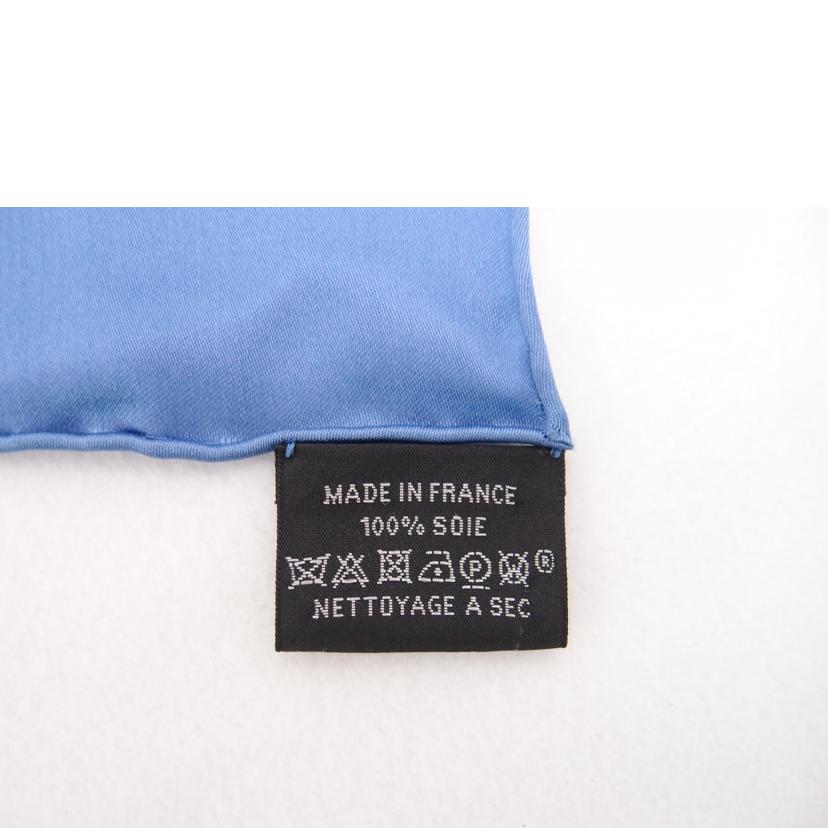 MADE IN FRANCE
100% SOIE
P W ®
NETTOYAGE A SEC